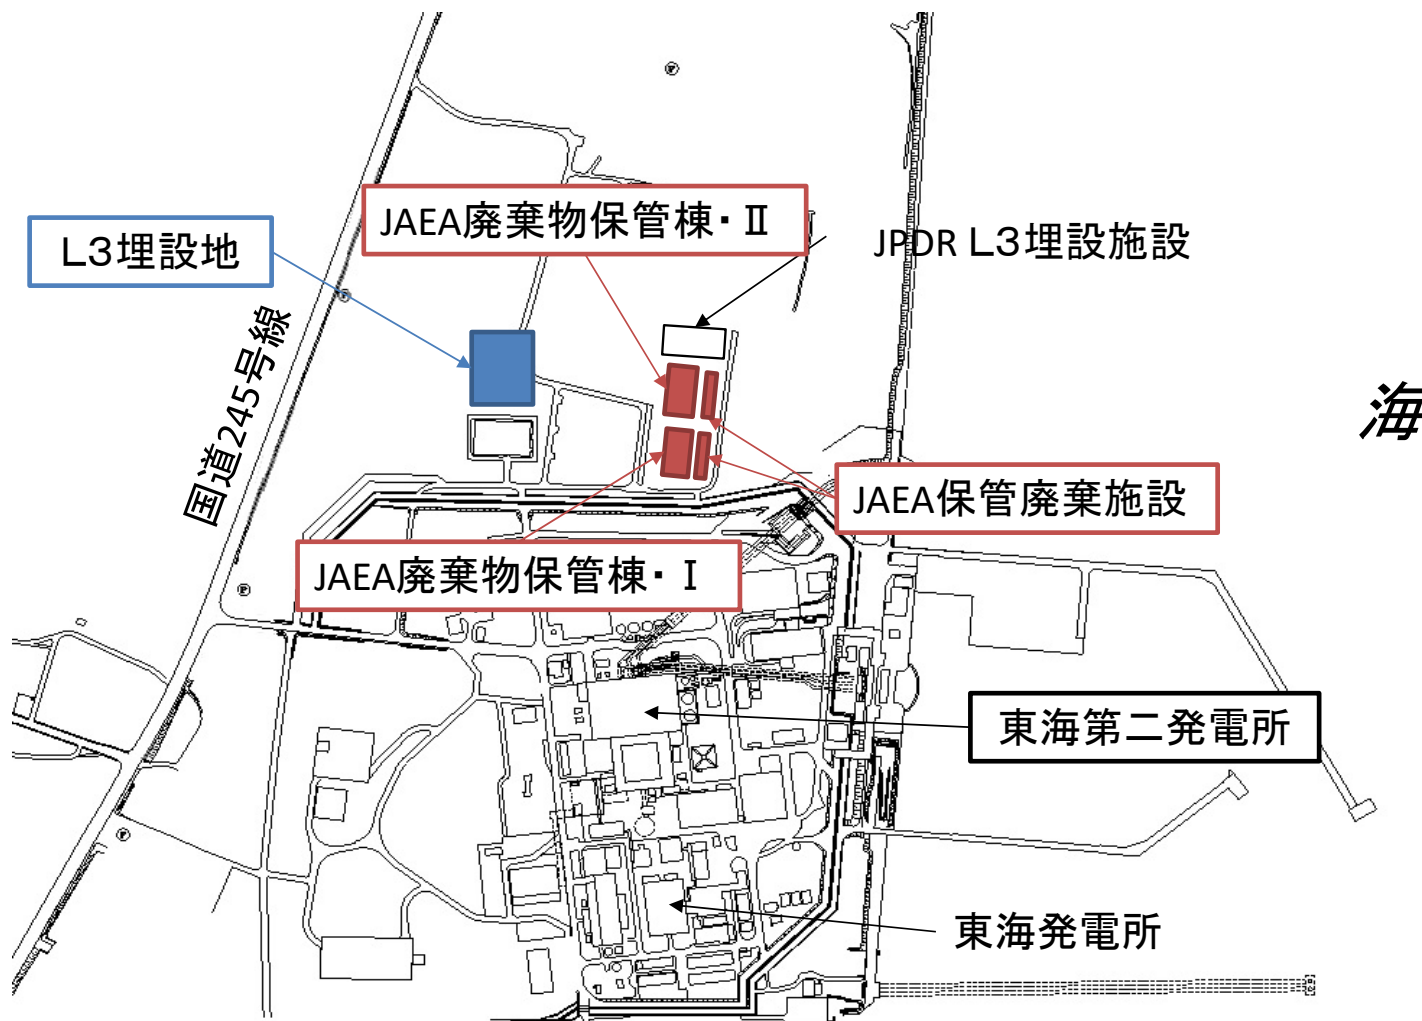 JAEA廃棄物保管棟・Ⅱ
L3埋設地
JPDR L3埋設施設
国道245号線
海
JAEA保管廃棄施設
JAEA廃棄物保管棟・Ⅰ
東海第二発電所
東海発電所